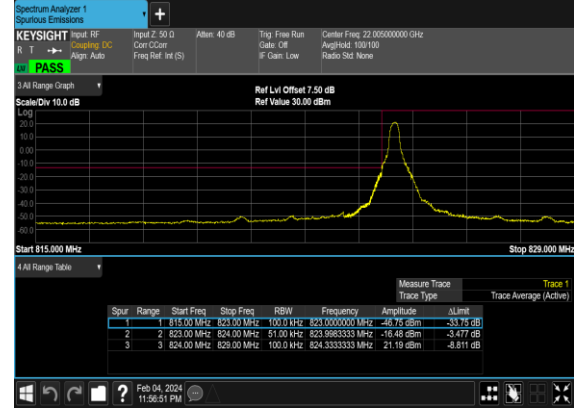 Spectrum Analyzer 1
Spurious Emissions
KEYSIGHT Input: RF Input Z: 50 Ω Atten: 40 dB Trig: Free Run Center Freq: 22.005000000 GHz
R T Coupling: DC Corr CCorr Gate: Off Avg|Hold: 100/100
Align: Auto Freq Ref: Int (S) IF Gain: Low Radio Std: None
LXI PASS
3 All Range Graph Ref Lvl Offset 7.50 dB
Scale/Div 10.0 dB Ref Value 30.00 dBm
Log
20.0
10.0
0.00
-10.0
-20.0
-30.0
-40.0
-50.0
-60.0
Start 815.000 MHz Stop 829.000 MHz
4 All Range Table
Measure Trace Trace 1
Trace Type Trace Average (Active)
Spur Range Start Freq Stop Freq RBW Frequency Amplitude ΔLimit
1 1 815.00 MHz 823.00 MHz 100.0 kHz 823.0000000 MHz -46.75 dBm -33.75 dB
2 2 823.00 MHz 824.00 MHz 51.00 kHz 823.9983333 MHz -16.48 dBm -3.477 dB
3 3 824.00 MHz 829.00 MHz 100.0 kHz 824.3333333 MHz 21.19 dBm -8.811 dB
? Feb 04, 2024
11:56:51 PM